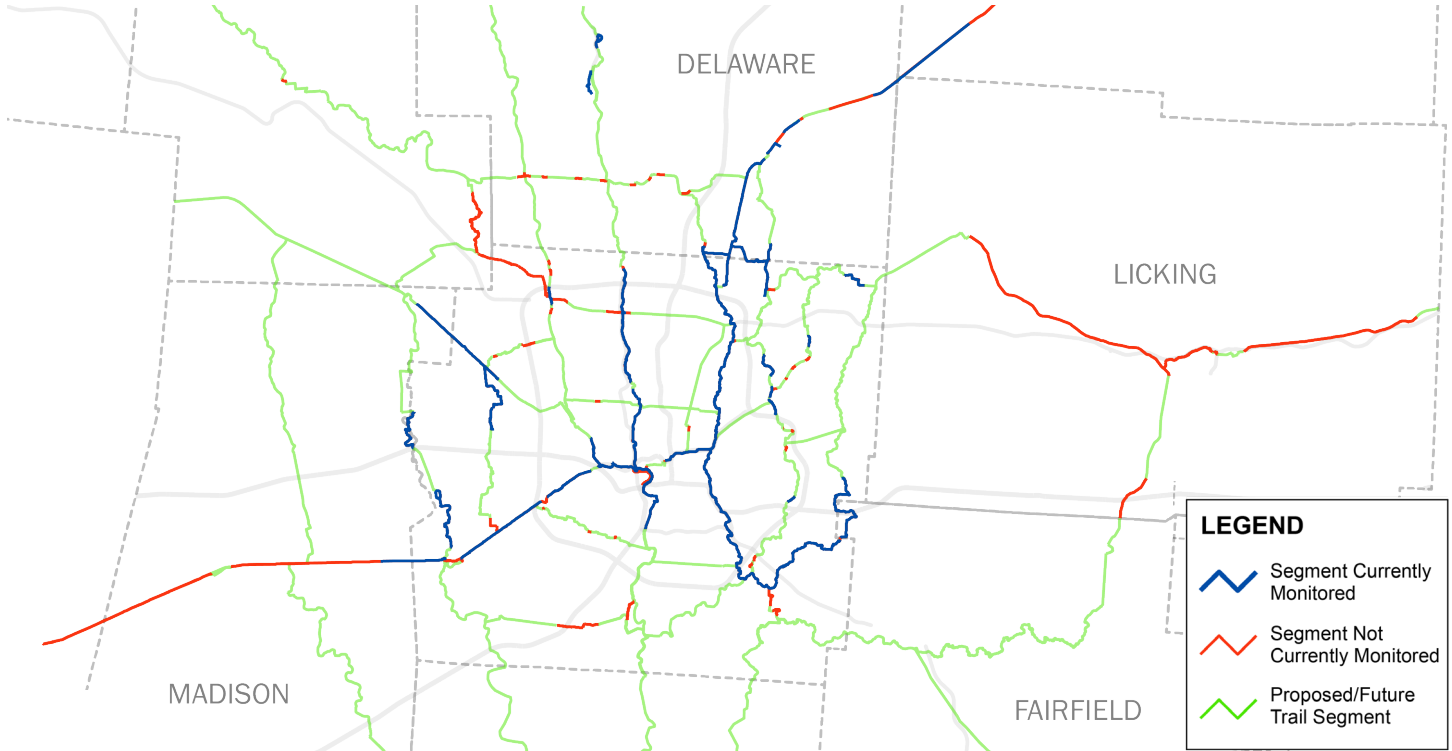 DELAWARE
LICKING
LEGEND
Segment Currently
Monitored
Segment Not
Currently Monitored
Proposed/Future
Trail Segment
MADISON
FAIRFIELD